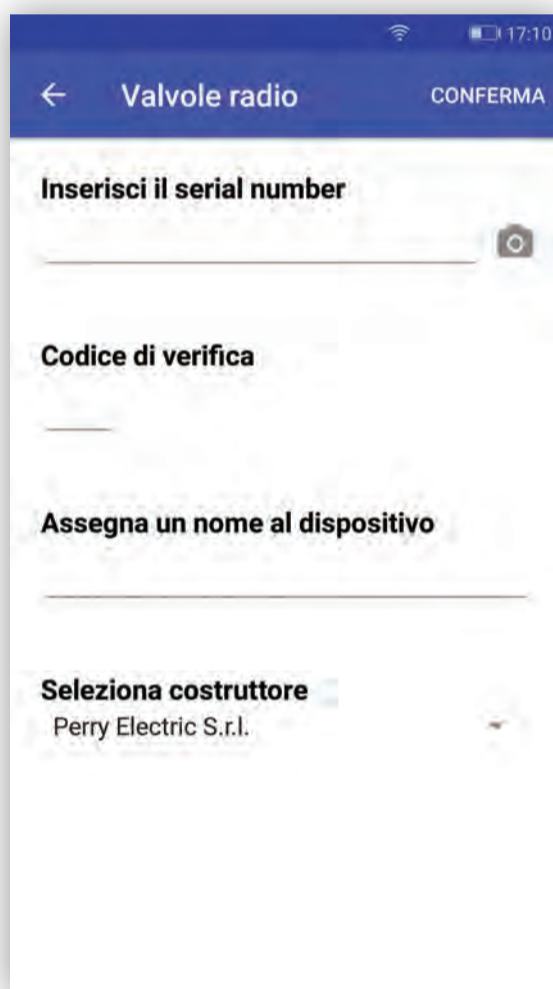 17:10
Valvole radio
CONFERMA
Inserisci il serial number
Codice di verifica
Assegna un nome al dispositivo
Seleziona costruttore
Perry Electric S.r.l.